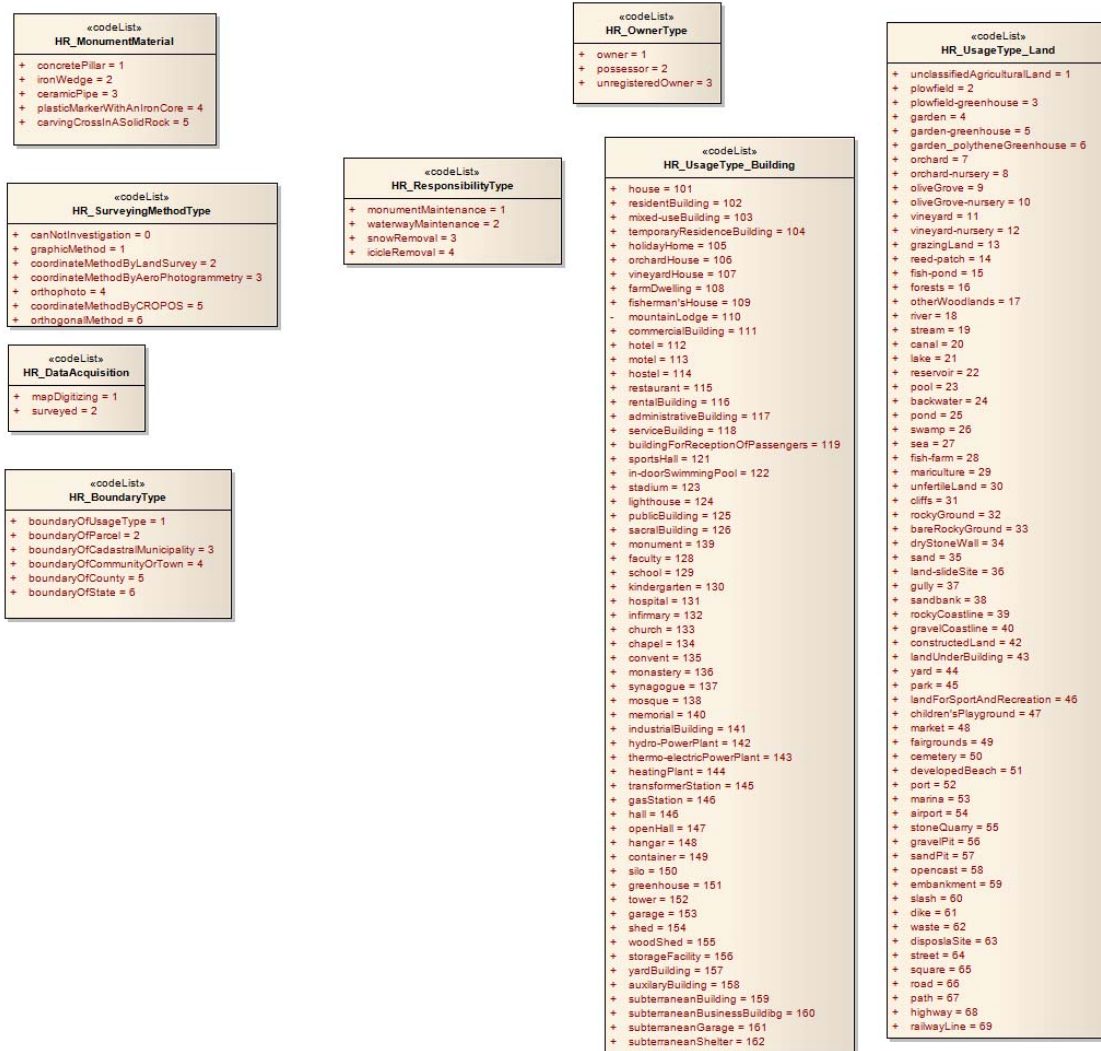 «codeList»
HR_MonumentMaterial
+ concretePillar = 1
+ ironWedge = 2
+ ceramicPipe = 3
+ plasticMarkerWithAnIronCore = 4
+ carvingCrossInASolidRock = 5
«codeList»
HR_SurveyingMethodType
+ canNotInvestigation = 0
+ graphicMethod = 1
+ coordinateMethodByLandSurvey = 2
+ coordinateMethodByAeroPhotogrammetry = 3
+ orthophoto = 4
+ coordinateMethodByCROPOS = 5
+ orthogonalMethod = 6
«codeList»
HR_DataAcquisition
+ mapDigitizing = 1
+ surveyed = 2
«codeList»
HR_BoundaryType
+ boundaryOfUsageType = 1
+ boundaryOfParcel = 2
+ boundaryOfCadastralMunicipality = 3
+ boundaryOfCommunityOrTown = 4
+ boundaryOfCounty = 5
+ boundaryOfState = 6
«codeList»
HR_ResponsibilityType
+ monumentMaintenance = 1
+ waterwayMaintenance = 2
+ snowRemoval = 3
+ icicleRemoval = 4
«codeList»
HR_OwnerType
+ owner = 1
+ possessor = 2
+ unregisteredOwner = 3
«codeList»
HR_UsageType_Building
+ house = 101
+ residentBuilding = 102
+ mixed-useBuilding = 103
+ temporaryResidenceBuilding = 104
+ holidayHome = 105
+ orchardHouse = 106
+ vineyardHouse = 107
+ farmDwelling = 108
+ fisherman'sHouse = 109
- mountainLodge = 110
+ commercialBuilding = 111
+ hotel = 112
+ motel = 113
+ hostel = 114
+ restaurant = 115
+ rentalBuilding = 116
+ administrativeBuilding = 117
+ serviceBuilding = 118
+ buildingForReceptionOfPassengers = 119
+ sportsHall = 121
+ in-doorSwimmingPool = 122
+ stadium = 123
+ lighthouse = 124
+ publicBuilding = 125
+ sacralBuilding = 126
+ monument = 139
+ faculty = 128
+ school = 129
+ kindergarten = 130
+ hospital = 131
+ infirmary = 132
+ church = 133
+ chapel = 134
+ convent = 135
+ monastery = 136
+ synagogue = 137
+ mosque = 138
+ memorial = 140
+ industrialBuilding = 141
+ hydro-PowerPlant = 142
+ thermo-electricPowerPlant = 143
+ heatingPlant = 144
+ transformerStation = 145
+ gasStation = 146
+ hall = 146
+ openHall = 147
+ hangar = 148
+ container = 149
+ silo = 150
+ greenhouse = 151
+ tower = 152
+ garage = 153
+ shed = 154
+ woodShed = 155
+ storageFacility = 156
+ yardBuilding = 157
+ auxilaryBuilding = 158
+ subterraneanBuilding = 159
+ subterraneanBusinessBuildibg = 160
+ subterraneanGarage = 161
+ subterraneanShelter = 162
«codeList»
HR_UsageType_Land
+ unclassifiedAgriculturalLand = 1
+ plowfield = 2
+ plowfield-greenhouse = 3
+ garden = 4
+ garden-greenhouse = 5
+ garden_polytheneGreenhouse = 6
+ orchard = 7
+ orchard-nursery = 8
+ oliveGrove = 9
+ oliveGrove-nursery = 10
+ vineyard = 11
+ vineyard-nursery = 12
+ grazingLand = 13
+ reed-patch = 14
+ fish-pond = 15
+ forests = 16
+ otherWoodlands = 17
+ river = 18
+ stream = 19
+ canal = 20
+ lake = 21
+ reservoir = 22
+ pool = 23
+ backwater = 24
+ pond = 25
+ swamp = 26
+ sea = 27
+ fish-farm = 28
+ mariculture = 29
+ unfertileLand = 30
+ cliffs = 31
+ rockyGround = 32
+ bareRockyGround = 33
+ dryStoneWall = 34
+ sand = 35
+ land-slideSite = 36
+ gully = 37
+ sandbank = 38
+ rockyCoastline = 39
+ gravelCoastline = 40
+ constructedLand = 42
+ landUnderBuilding = 43
+ yard = 44
+ park = 45
+ landForSportAndRecreation = 46
+ children'sPlayground = 47
+ market = 48
+ fairgrounds = 49
+ cemetery = 50
+ developedBeach = 51
+ port = 52
+ marina = 53
+ airport = 54
+ stoneQuarry = 55
+ gravelPit = 56
+ sandPit = 57
+ opencast = 58
+ embankment = 59
+ slash = 60
+ dike = 61
+ waste = 62
+ disposlaSite = 63
+ street = 64
+ square = 65
+ road = 66
+ path = 67
+ highway = 68
+ railwayLine = 69